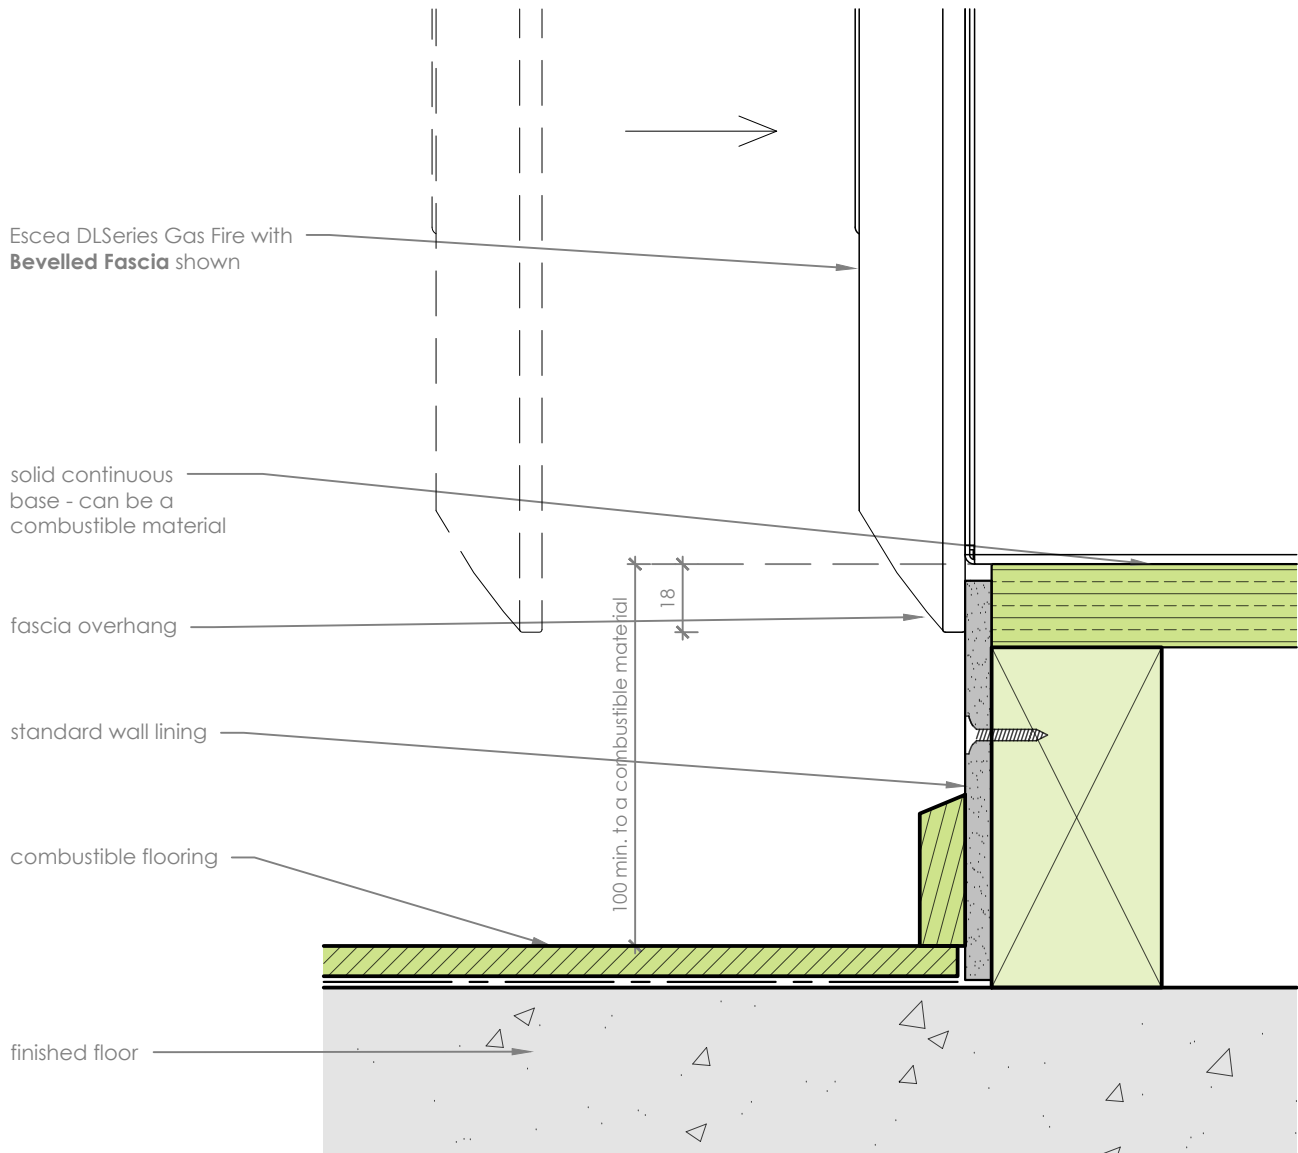 Escea DLSeries Gas Fire with
Bevelled Fascia shown
solid continuous
base - can be a
combustible material
18
fascia overhang
100 min. to a combustible material
standard wall lining
combustible flooring
finished floor